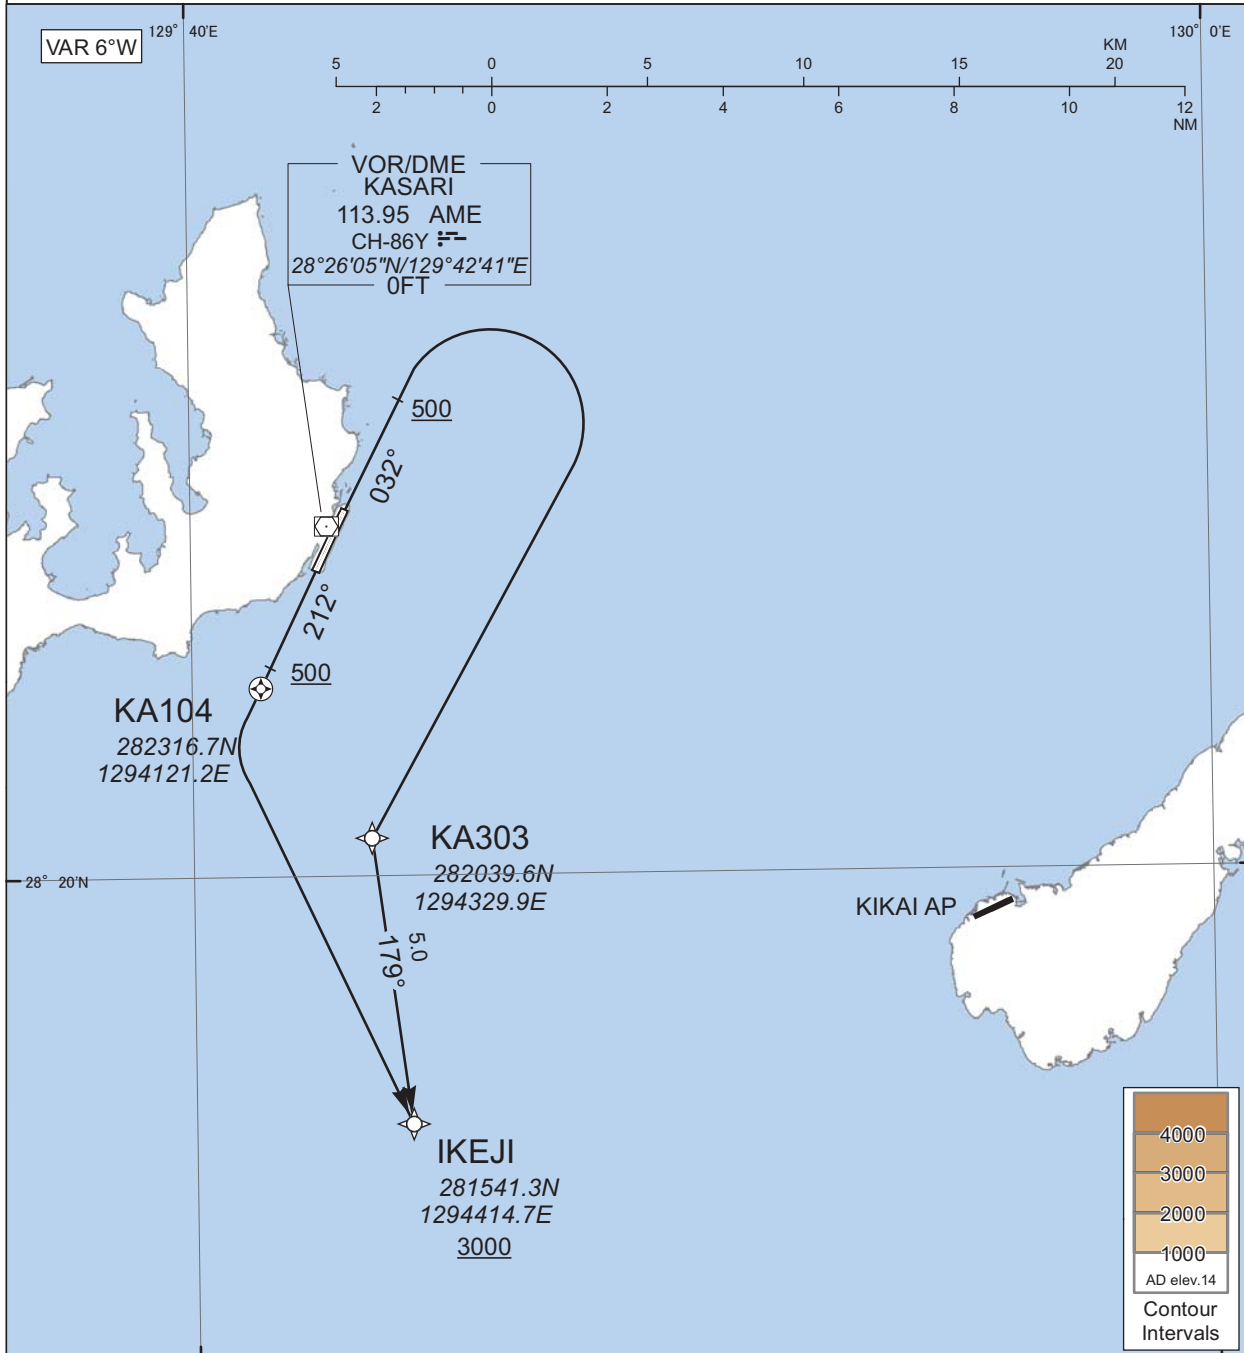 129° 40'E
130° 0'E
VAR 6°W
KM
5 0 5 10 15 20
2 0 2 4 6 8 10 12
NM
VOR/DME
KASARI
113.95 AME
CH-86Y
28°26'05"N/129°42'41"E
0FT
500
032°
212°
500
KA104
282316.7N
1294121.2E
KA303
282039.6N
1294329.9E
28° 20'N
KIKAI AP
5.0
179°
IKEJI
281541.3N
1294414.7E
3000
4000
3000
2000
1000
AD elev.14
Contour
Intervals